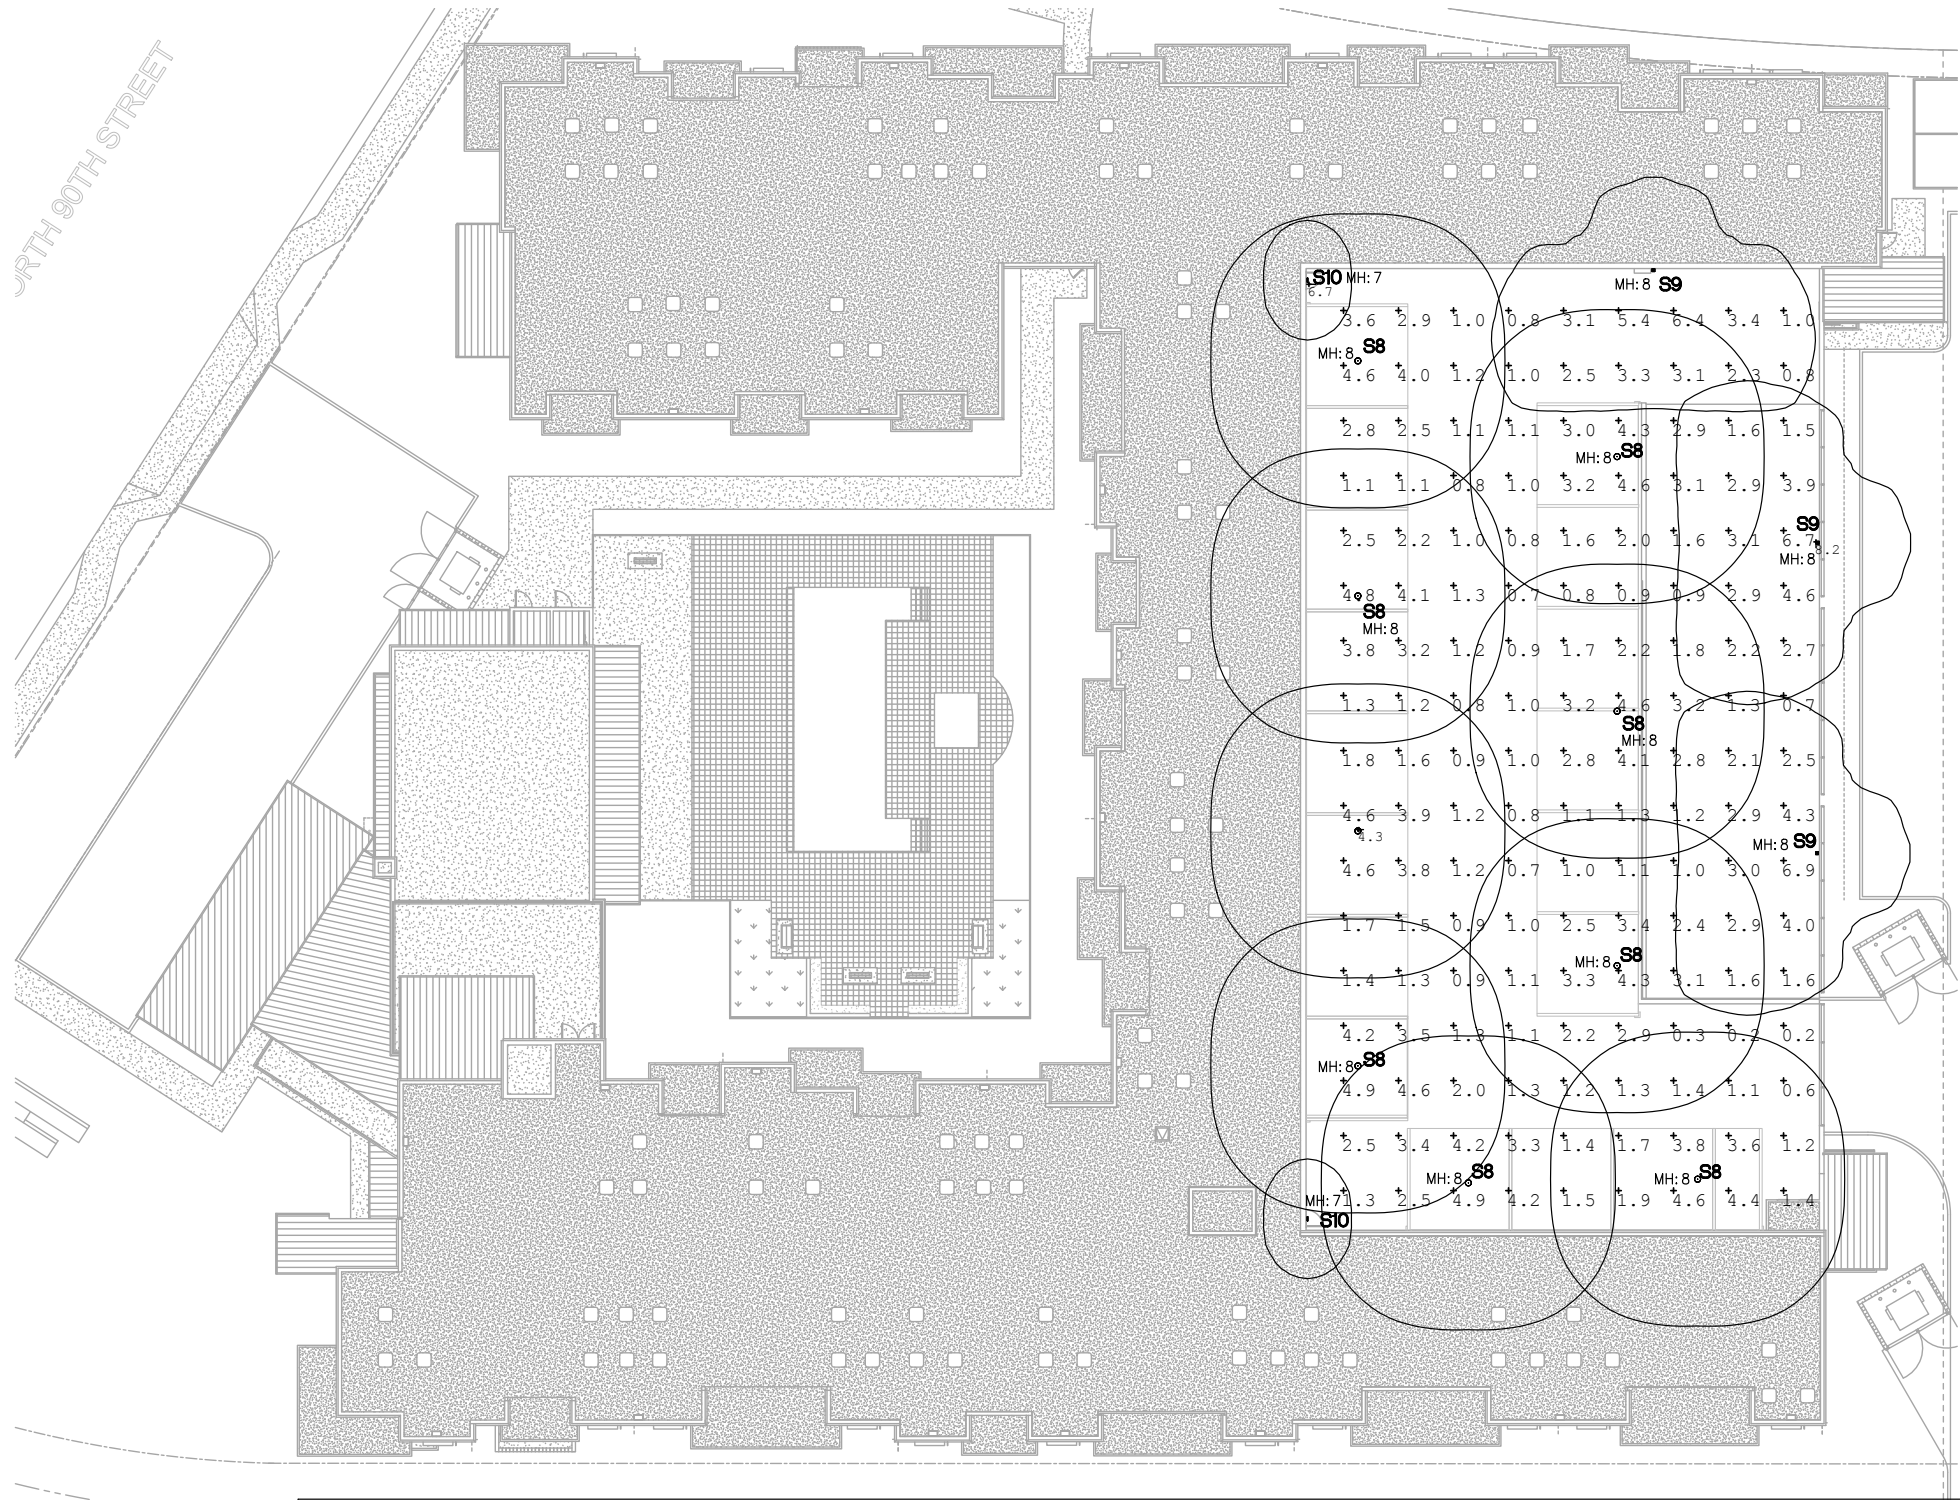 ORTH 90TH STREET
S10 MH: 7
6.7
MH: 8 S9
3.6 2.9 1.0 0.8 3.1 5.4 6.4 3.4 1.0
MH: 8 S8
4.6 4.0 1.2 1.0 2.5 3.3 3.1 2.3 0.8
2.8 2.5 1.1 1.1 3.0 4.3 2.9 1.6 1.5
MH: 8 S8
1.1 1.1 0.8 1.0 3.2 4.6 3.1 2.9 3.9
S9
2.5 2.2 1.0 0.8 1.6 2.0 1.6 3.1 6.7
MH: 8
4.8 4.1 1.3 0.7 0.8 0.9 0.9 2.9 4.6
S8
MH: 8
3.8 3.2 1.2 0.9 1.7 2.2 1.8 2.2 2.7
1.3 1.2 0.8 1.0 3.2 4.6 3.2 1.3 0.7
S8
MH: 8
1.8 1.6 0.9 1.0 2.8 4.1 2.8 2.1 2.5
4.6 3.9 1.2 0.8 1.1 1.3 1.2 2.9 4.3
4.3
MH: 8 S9
4.6 3.8 1.2 0.7 1.0 1.1 1.0 3.0 6.9
1.7 1.5 0.9 1.0 2.5 3.4 2.4 2.9 4.0
MH: 8 S8
1.4 1.3 0.9 1.1 3.3 4.3 3.1 1.6 1.6
4.2 3.5 1.3 1.1 2.2 2.9 0.3 0.2 0.2
MH: 8 S8
4.9 4.6 2.0 1.3 1.2 1.3 1.4 1.1 0.6
2.5 3.4 4.2 3.3 1.4 1.7 3.8 3.6 1.2
MH: 8 S8 MH: 8 S8
MH: 7 1.3 2.5 4.9 4.2 1.5 1.9 4.6 4.4 1.4
S10